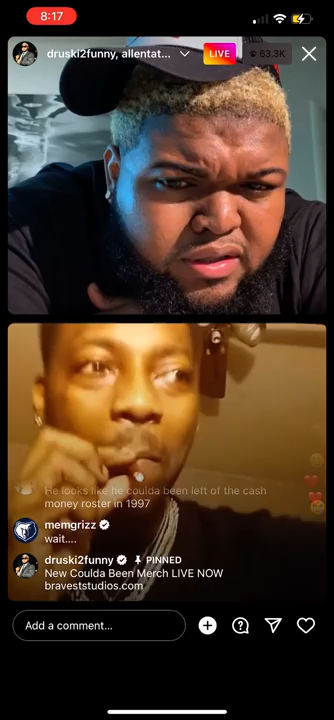 8:17
druski2funny, allentat...
LIVE
63.3K
He looks like he coulda been left of the cash
money roster in 1997
memgrizz
wait....
druski2funny PINNED
New Coulda Been Merch LIVE NOW
braveststudios.com
Add a comment...